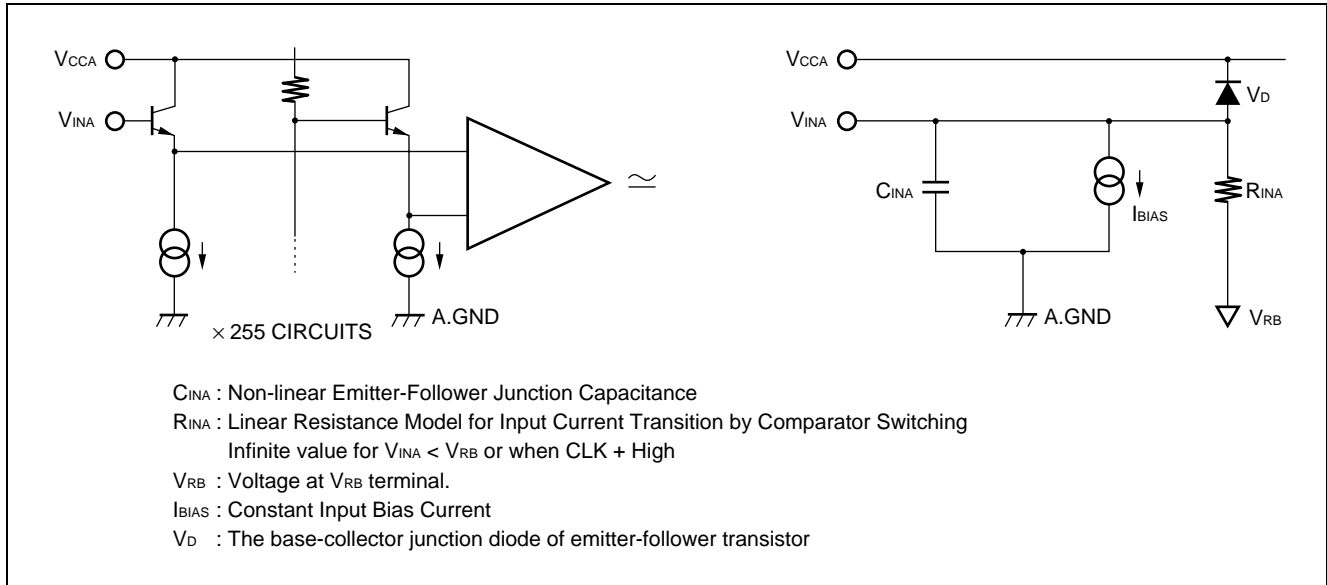 VCCA
VINA
× 255 CIRCUITS
A.GND
≃
VCCA
VINA
VD
CINA
IBIAS
RINA
A.GND
VRB
CINA : Non-linear Emitter-Follower Junction Capacitance
RINA : Linear Resistance Model for Input Current Transition by Comparator Switching
Infinite value for VINA < VRB or when CLK + High
VRB : Voltage at VRB terminal.
IBIAS : Constant Input Bias Current
VD : The base-collector junction diode of emitter-follower transistor